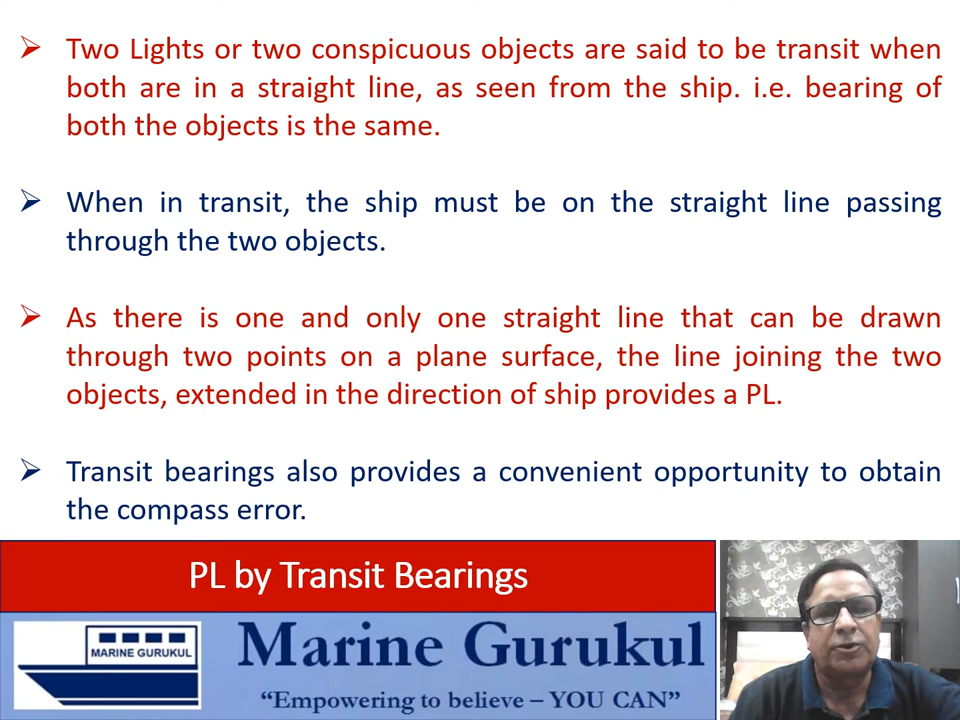 Two Lights or two conspicuous objects are said to be transit when
both are in a straight line, as seen from the ship. i.e. bearing of
both the objects is the same.
When in transit, the ship must be on the straight line passing
through the two objects.
As there is one and only one straight line that can be drawn
through two points on a plane surface, the line joining the two
objects, extended in the direction of ship provides a PL.
Transit bearings also provides a convenient opportunity to obtain
the compass error.
PL by Transit Bearings
MARINE GURUKUL
Marine Gurukul
“Empowering to believe – YOU CAN”